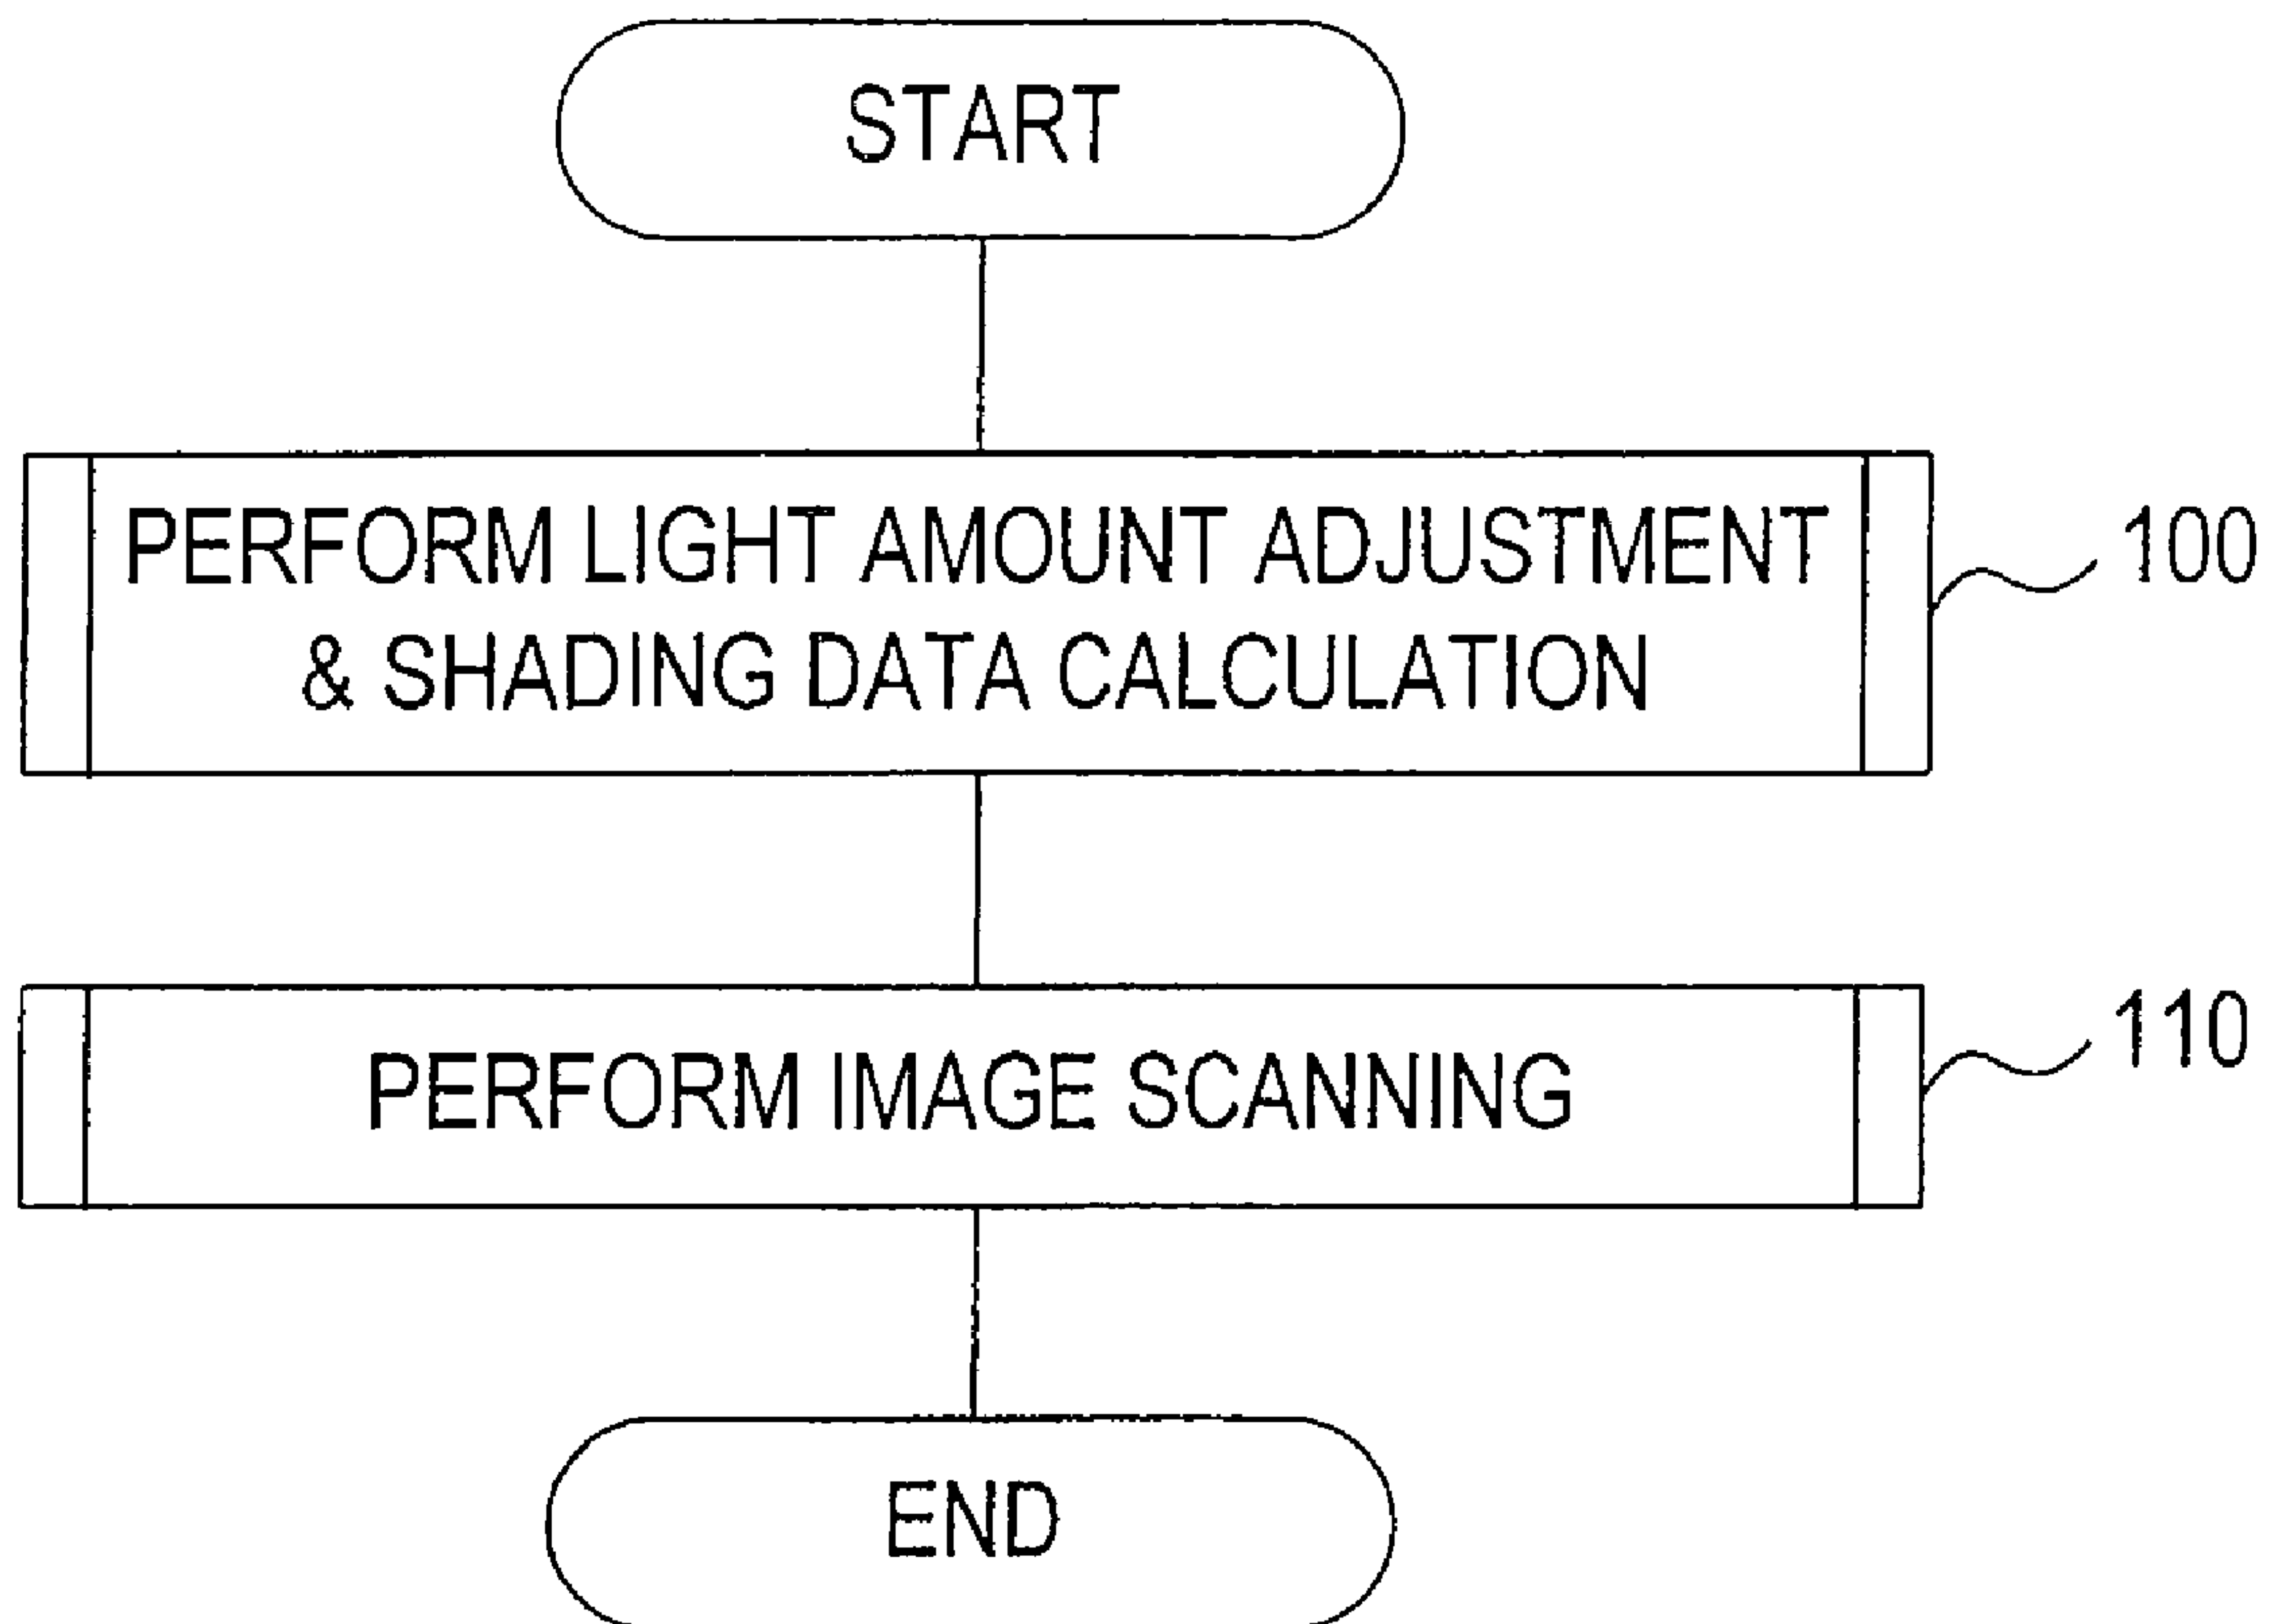 START
PERFORM LIGHT AMOUNT ADJUSTMENT
& SHADING DATA CALCULATION
100
PERFORM IMAGE SCANNING
110
END